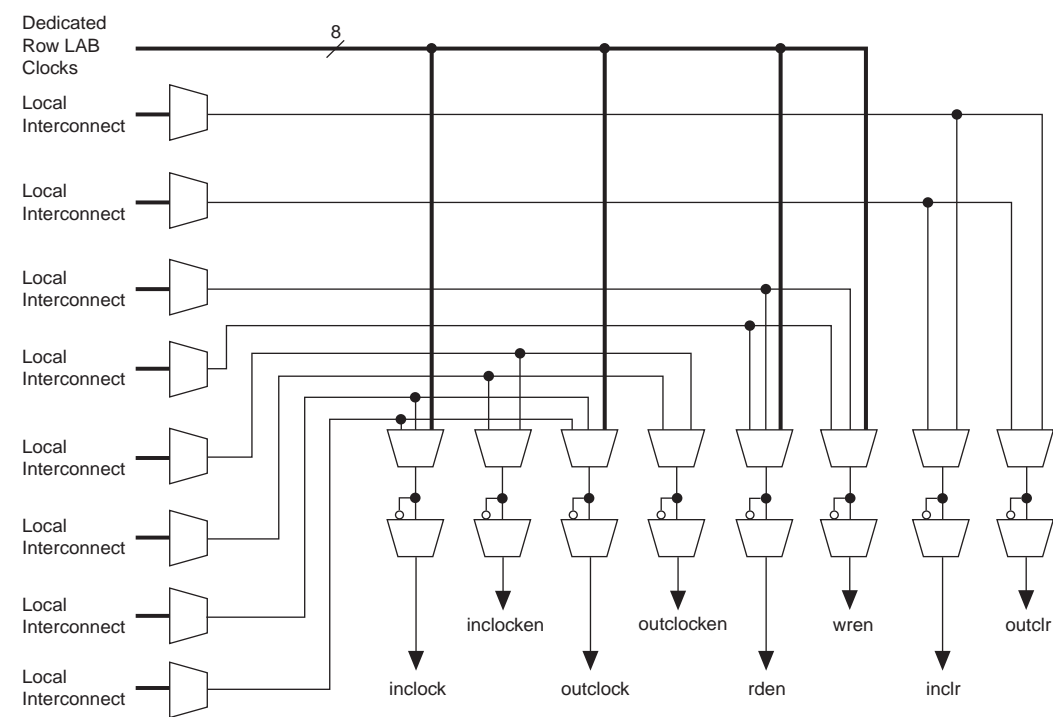 Dedicated
Row LAB
Clocks
8
Local
Interconnect
Local
Interconnect
Local
Interconnect
Local
Interconnect
Local
Interconnect
Local
Interconnect
Local
Interconnect
Local
Interconnect
inclocken
outclocken
wren
outclr
inclock
outclock
rden
inclr